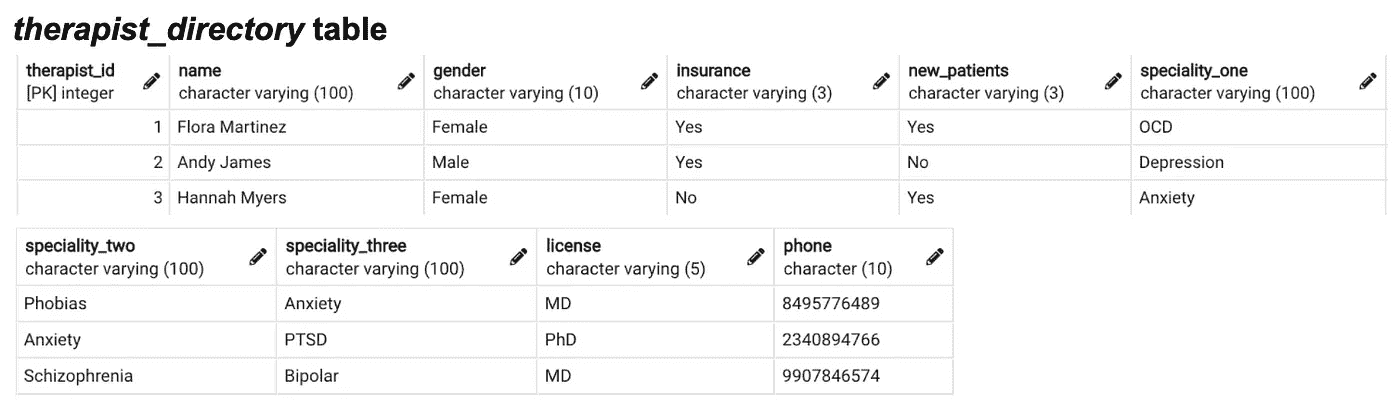 therapist_directory table
therapist_id name gender insurance new_patients speciality_one
[PK] integer character varying (100) character varying (10) character varying (3) character varying (3) character varying (100)
1 Flora Martinez Female Yes Yes OCD
2 Andy James Male Yes No Depression
3 Hannah Myers Female No Yes Anxiety
speciality_two speciality_three license phone
character varying (100) character varying (100) character varying (5) character (10)
Phobias Anxiety MD 8495776489
Anxiety PTSD PhD 2340894766
Schizophrenia Bipolar MD 9907846574